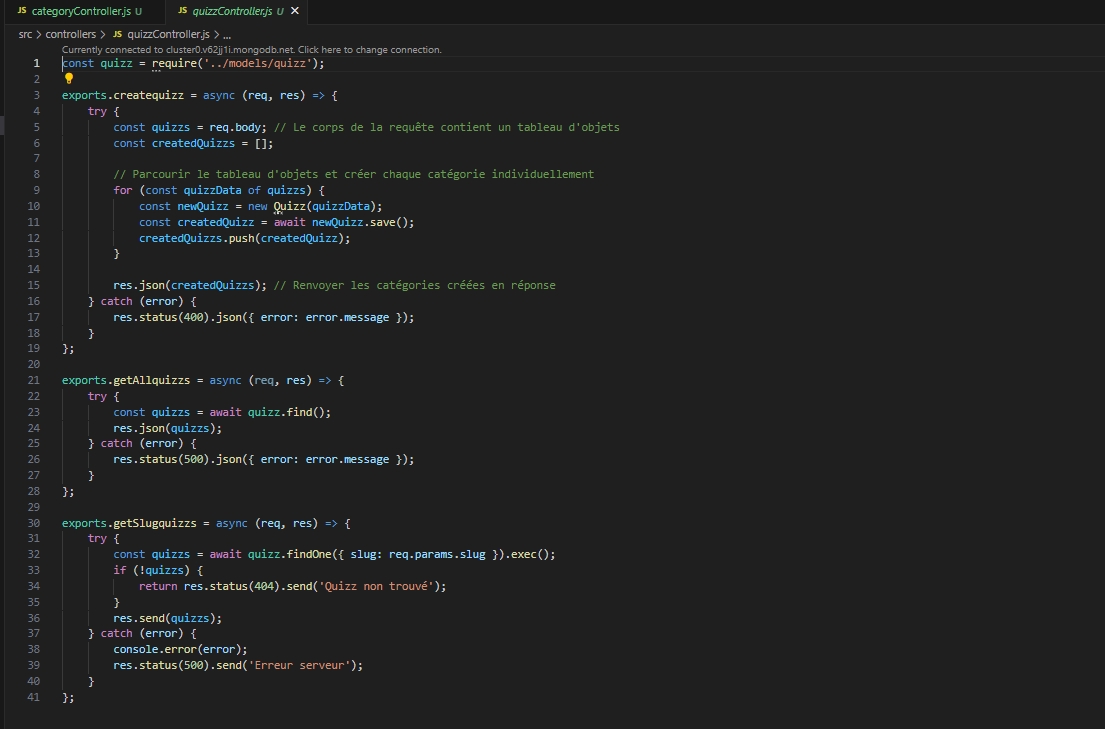 JS categoryController.js U JS quizzController.js U ×
src > controllers > JS quizzController.js > ...
Currently connected to cluster0.v62jj1i.mongodb.net. Click here to change connection.
1 const quizz = require('../models/quizz');
2
3 exports.createquizz = async (req, res) => {
4 try {
5 const quizzs = req.body; // Le corps de la requête contient un tableau d'objets
6 const createdQuizzs = [];
7
8 // Parcourir le tableau d'objets et créer chaque catégorie individuellement
9 for (const quizzData of quizzs) {
10 const newQuizz = new Quizz(quizzData);
11 const createdQuizz = await newQuizz.save();
12 createdQuizzs.push(createdQuizz);
13 }
14
15 res.json(createdQuizzs); // Renvoyer les catégories créées en réponse
16 } catch (error) {
17 res.status(400).json({ error: error.message });
18 }
19 };
20
21 exports.getAllquizzs = async (req, res) => {
22 try {
23 const quizzs = await quizz.find();
24 res.json(quizzs);
25 } catch (error) {
26 res.status(500).json({ error: error.message });
27 }
28 };
29
30 exports.getSlugquizzs = async (req, res) => {
31 try {
32 const quizzs = await quizz.findOne({ slug: req.params.slug }).exec();
33 if (!quizzs) {
34 return res.status(404).send('Quizz non trouvé');
35 }
36 res.send(quizzs);
37 } catch (error) {
38 console.error(error);
39 res.status(500).send('Erreur serveur');
40 }
41 };